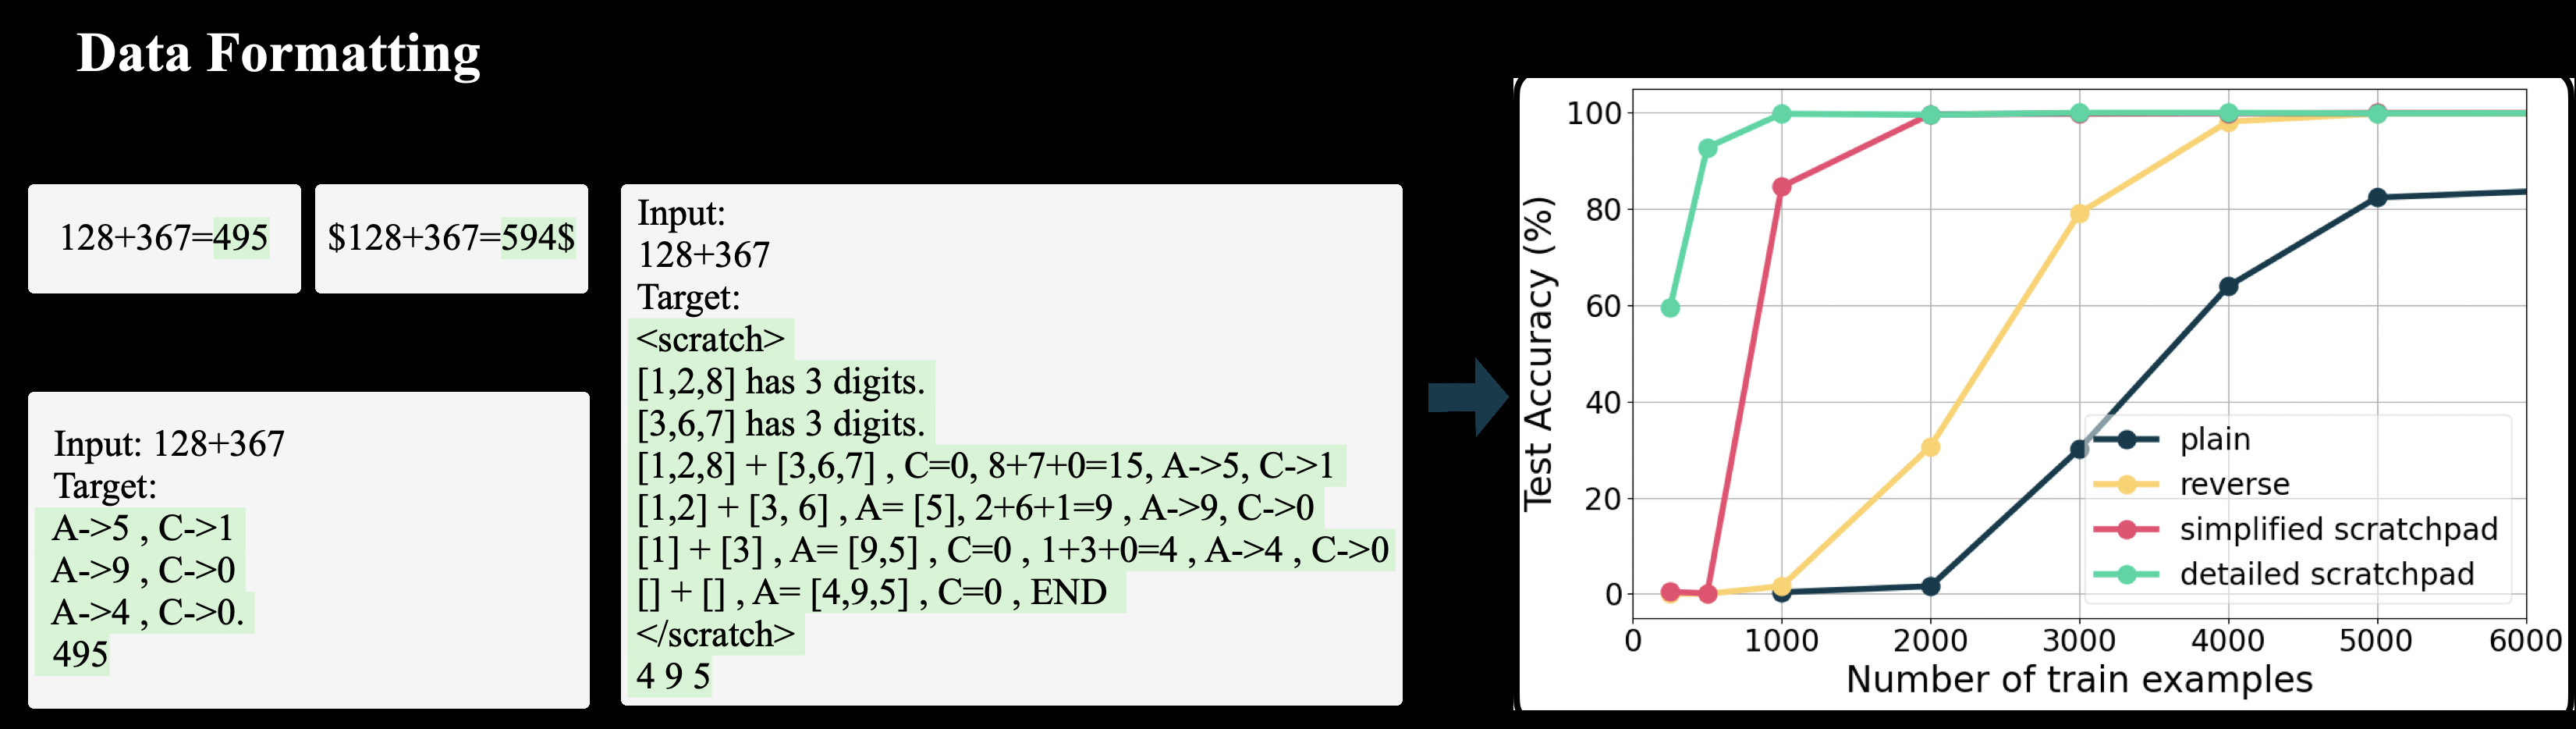 Data Formatting
128+367=495
$128+367=594$
Input: 128+367
Target:
A->5 , C->1
A->9 , C->0
A->4 , C->0.
495
Input:
128+367
Target:
<scratch>
[1,2,8] has 3 digits.
[3,6,7] has 3 digits.
[1,2,8] + [3,6,7] , C=0, 8+7+0=15, A->5, C->1
[1,2] + [3, 6] , A= [5], 2+6+1=9 , A->9, C->0
[1] + [3] , A= [9,5] , C=0 , 1+3+0=4 , A->4 , C->0
[] + [] , A= [4,9,5] , C=0 , END
</scratch>
4 9 5
Test Accuracy (%)
100
80
60
40
20
0
plain
reverse
simplified scratchpad
detailed scratchpad
0 1000 2000 3000 4000 5000 6000
Number of train examples